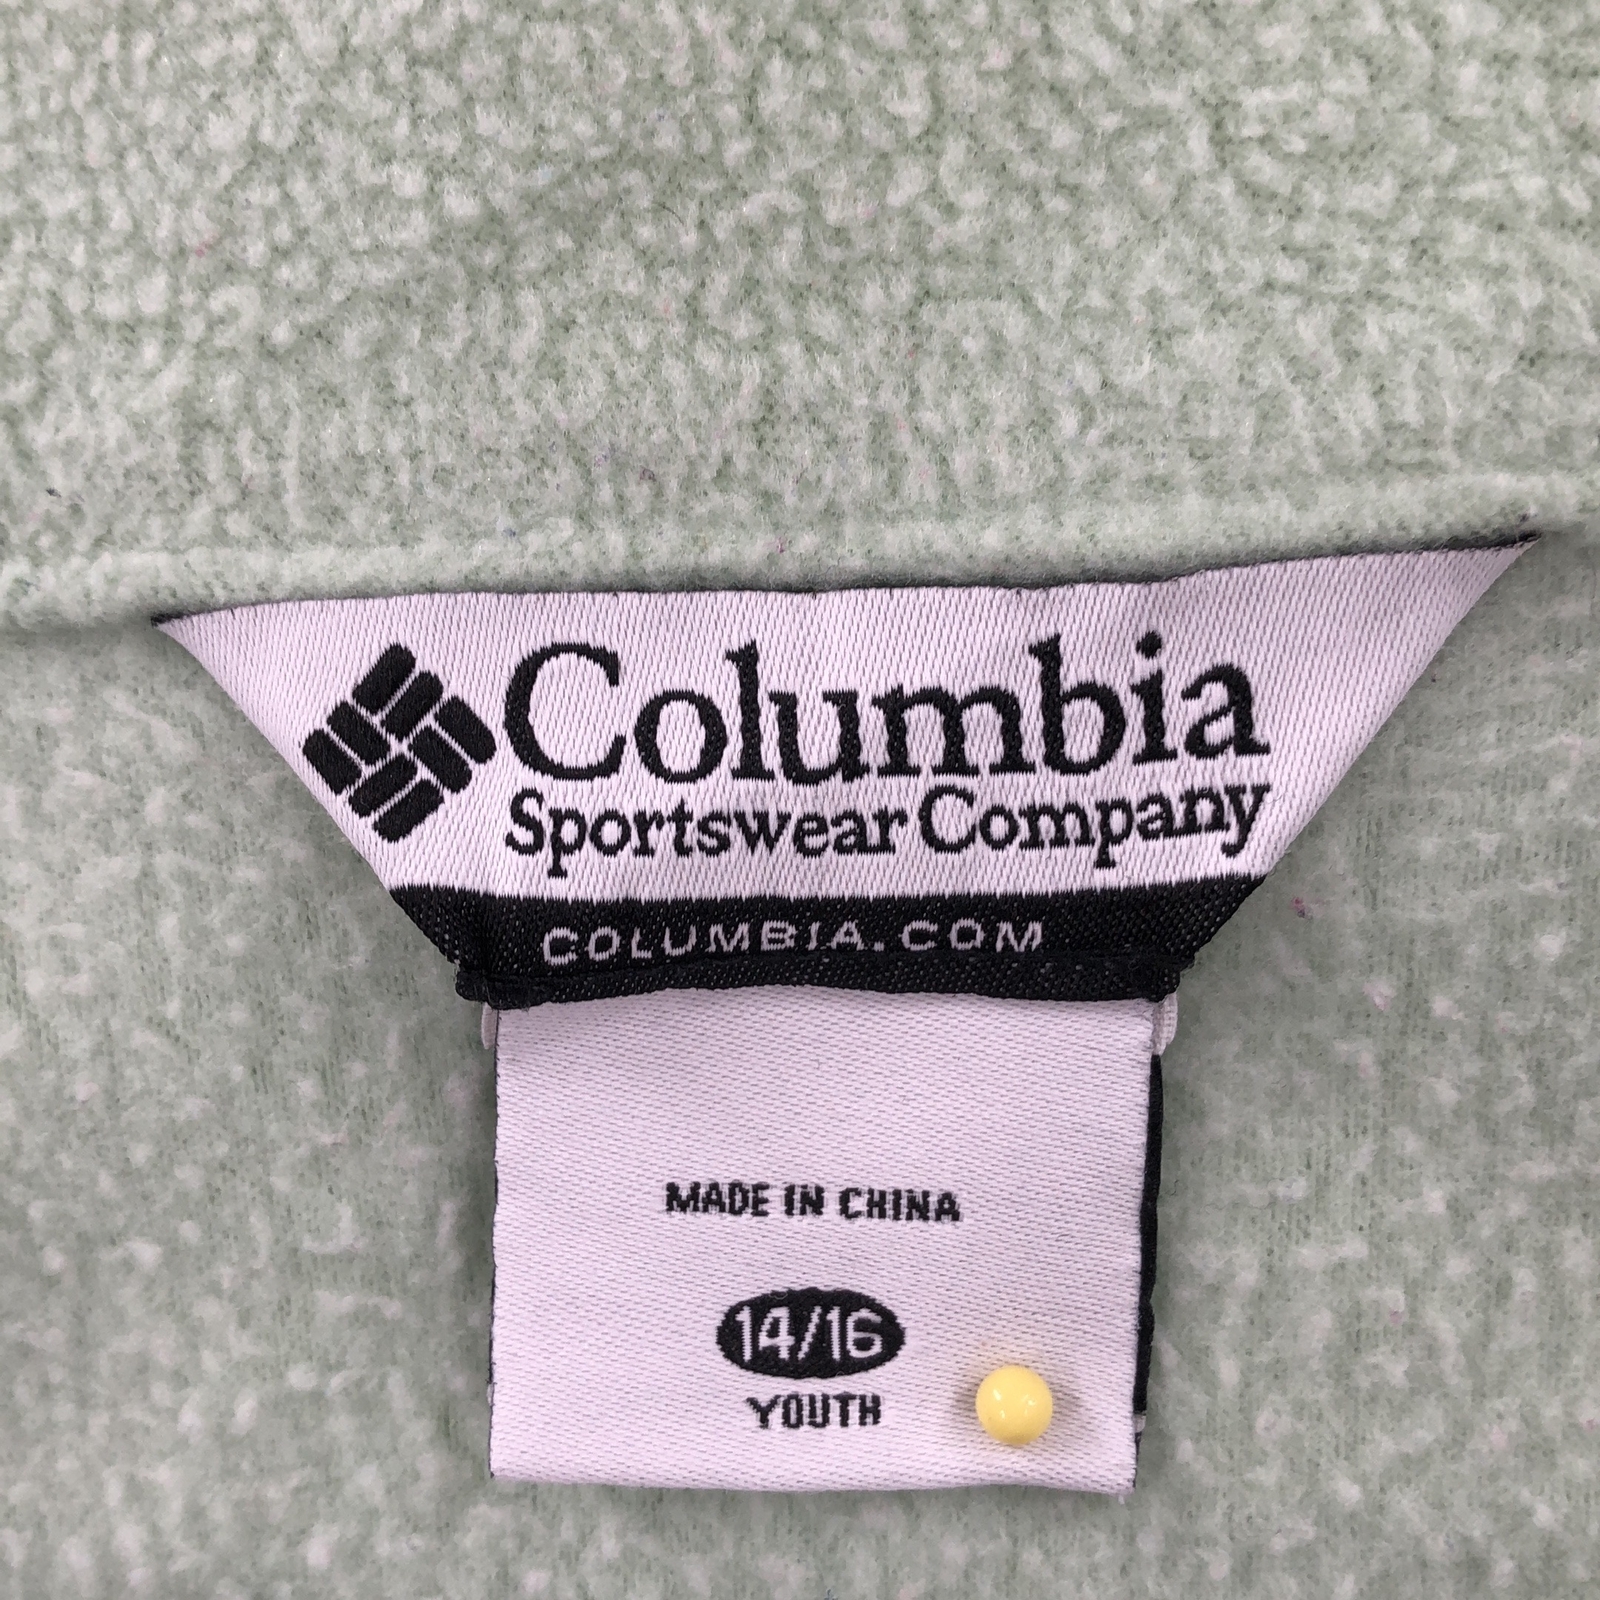 Columbia
Sportswear Company
COLUMBIA.COM
MADE IN CHINA
14/16
YOUTH